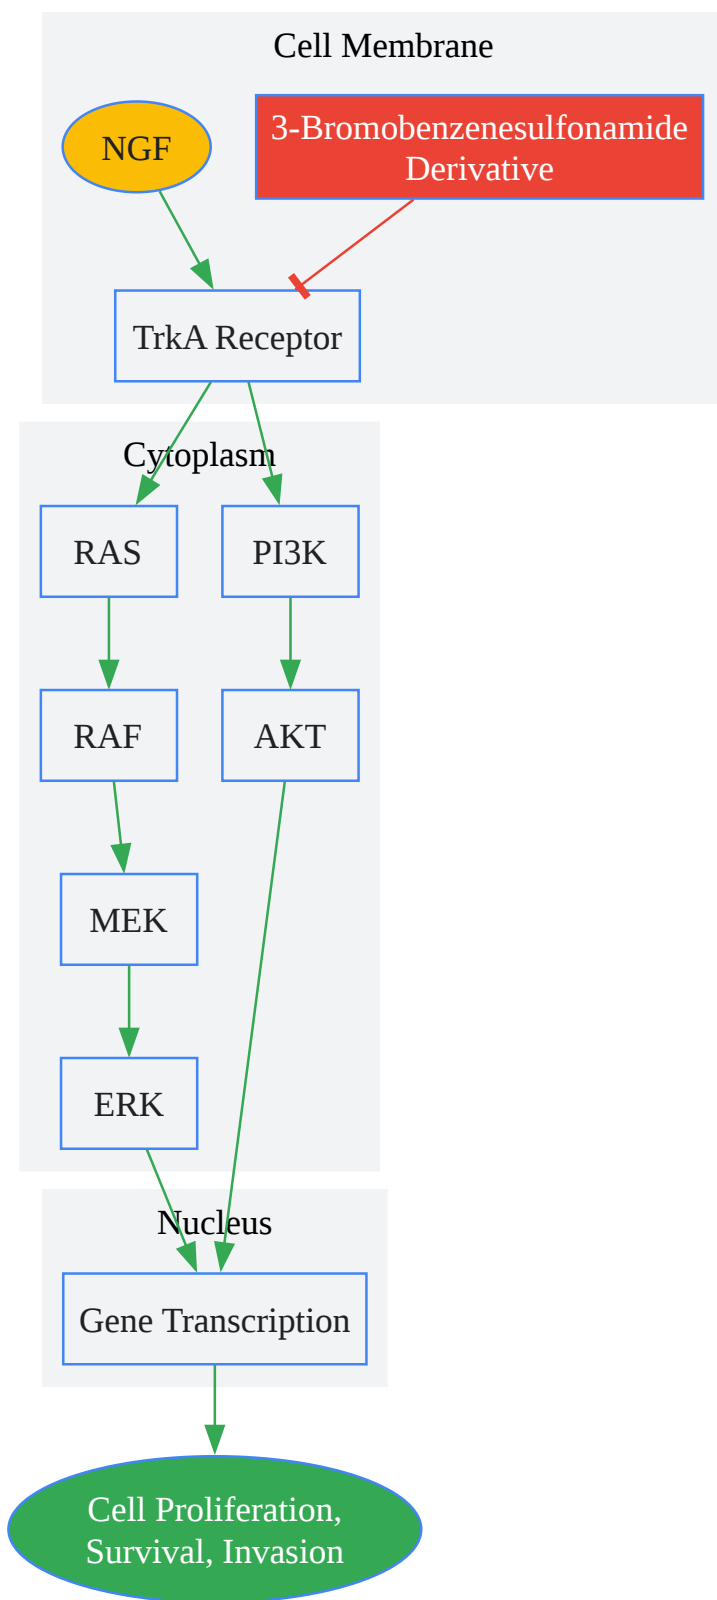 Cell Membrane
NGF
3-Bromobenzenesulfonamide
Derivative
TrkA Receptor
Cytoplasm
RAS
PI3K
RAF
AKT
MEK
ERK
Nucleus
Gene Transcription
Cell Proliferation,
Survival, Invasion